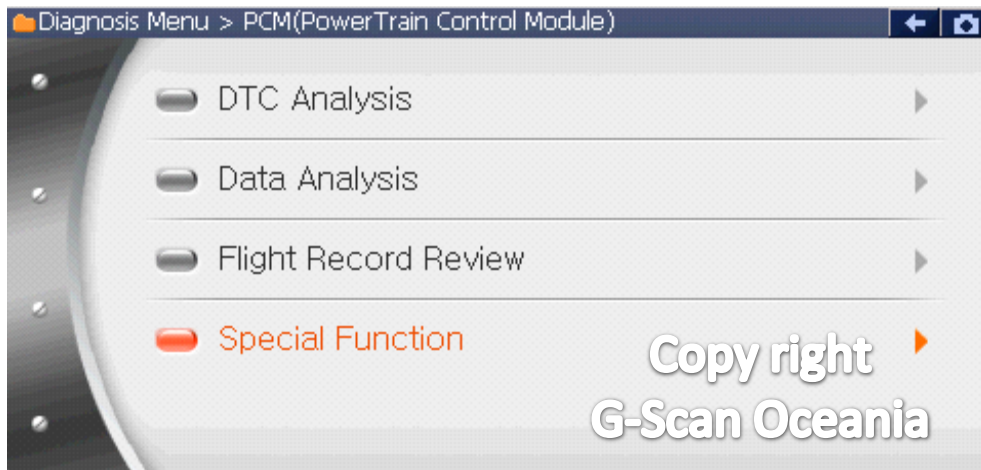 Diagnosis Menu > PCM(PowerTrain Control Module)
DTC Analysis
Data Analysis
Flight Record Review
Special Function
Copy right
G-Scan Oceania